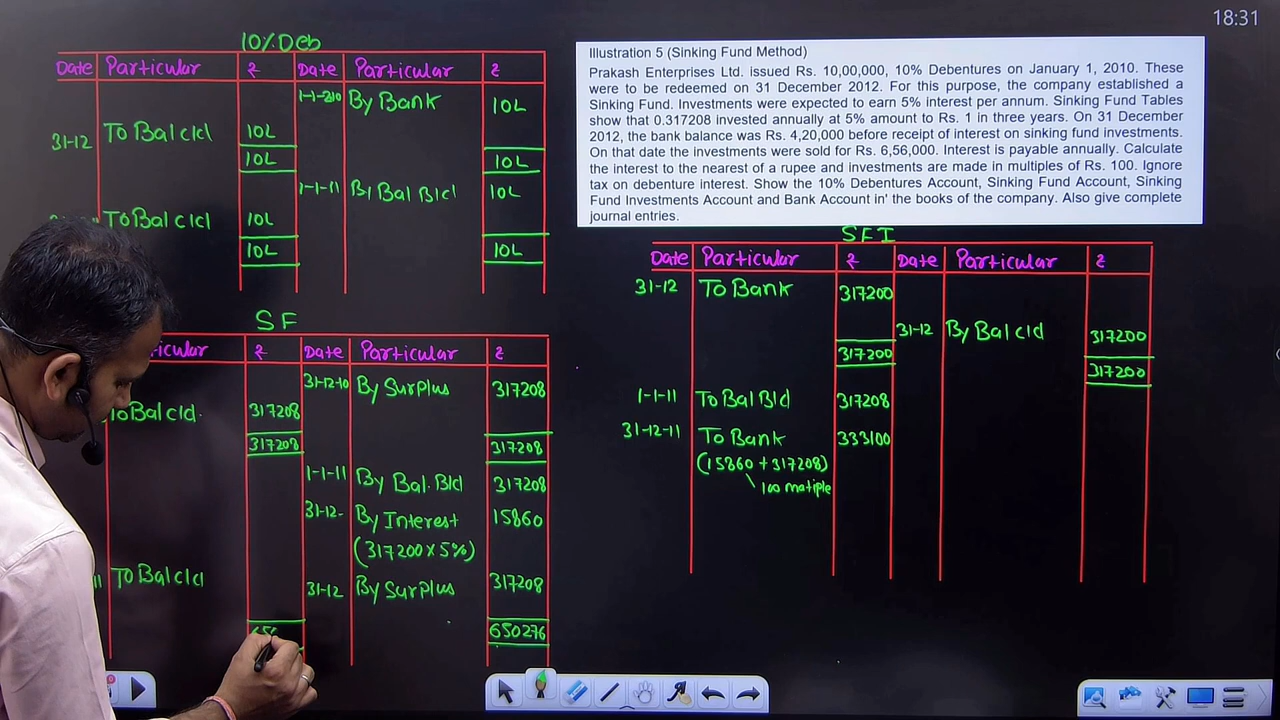 18:31
10% Deb
Date Particular ₹ Date Particular ₹
1-1-210 By Bank 10L
31-12 To Bal c/d 10L
10L 10L
1-1-11 By Bal B/d 10L
To Bal c/d 10L
10L 10L
SF
ticular ₹ Date Particular ₹
31-12-10 By Surplus 317208
To Bal c/d. 317208
317208 317208
1-1-11 By Bal. B/d 317208
31-12- By Interest 15860
(317200 x 5%)
11 To Bal c/d
31-12 By Surplus 317208
650276
Illustration 5 (Sinking Fund Method)
Prakash Enterprises Ltd. issued Rs. 10,00,000, 10% Debentures on January 1, 2010. These
were to be redeemed on 31 December 2012. For this purpose, the company established a
Sinking Fund. Investments were expected to earn 5% interest per annum. Sinking Fund Tables
show that 0.317208 invested annually at 5% amount to Rs. 1 in three years. On 31 December
2012, the bank balance was Rs. 4,20,000 before receipt of interest on sinking fund investments.
On that date the investments were sold for Rs. 6,56,000. Interest is payable annually. Calculate
the interest to the nearest of a rupee and investments are made in multiples of Rs. 100. Ignore
tax on debenture interest. Show the 10% Debentures Account, Sinking Fund Account, Sinking
Fund Investments Account and Bank Account in' the books of the company. Also give complete
journal entries.
SFI
Date Particular ₹ Date Particular ₹
31-12 To Bank 317200
31-12 By Bal c/d 317200
317200 317200
1-1-11 To Bal B/d 317208
31-12-11 To Bank 333100
(15860 + 317208)
100 matiple